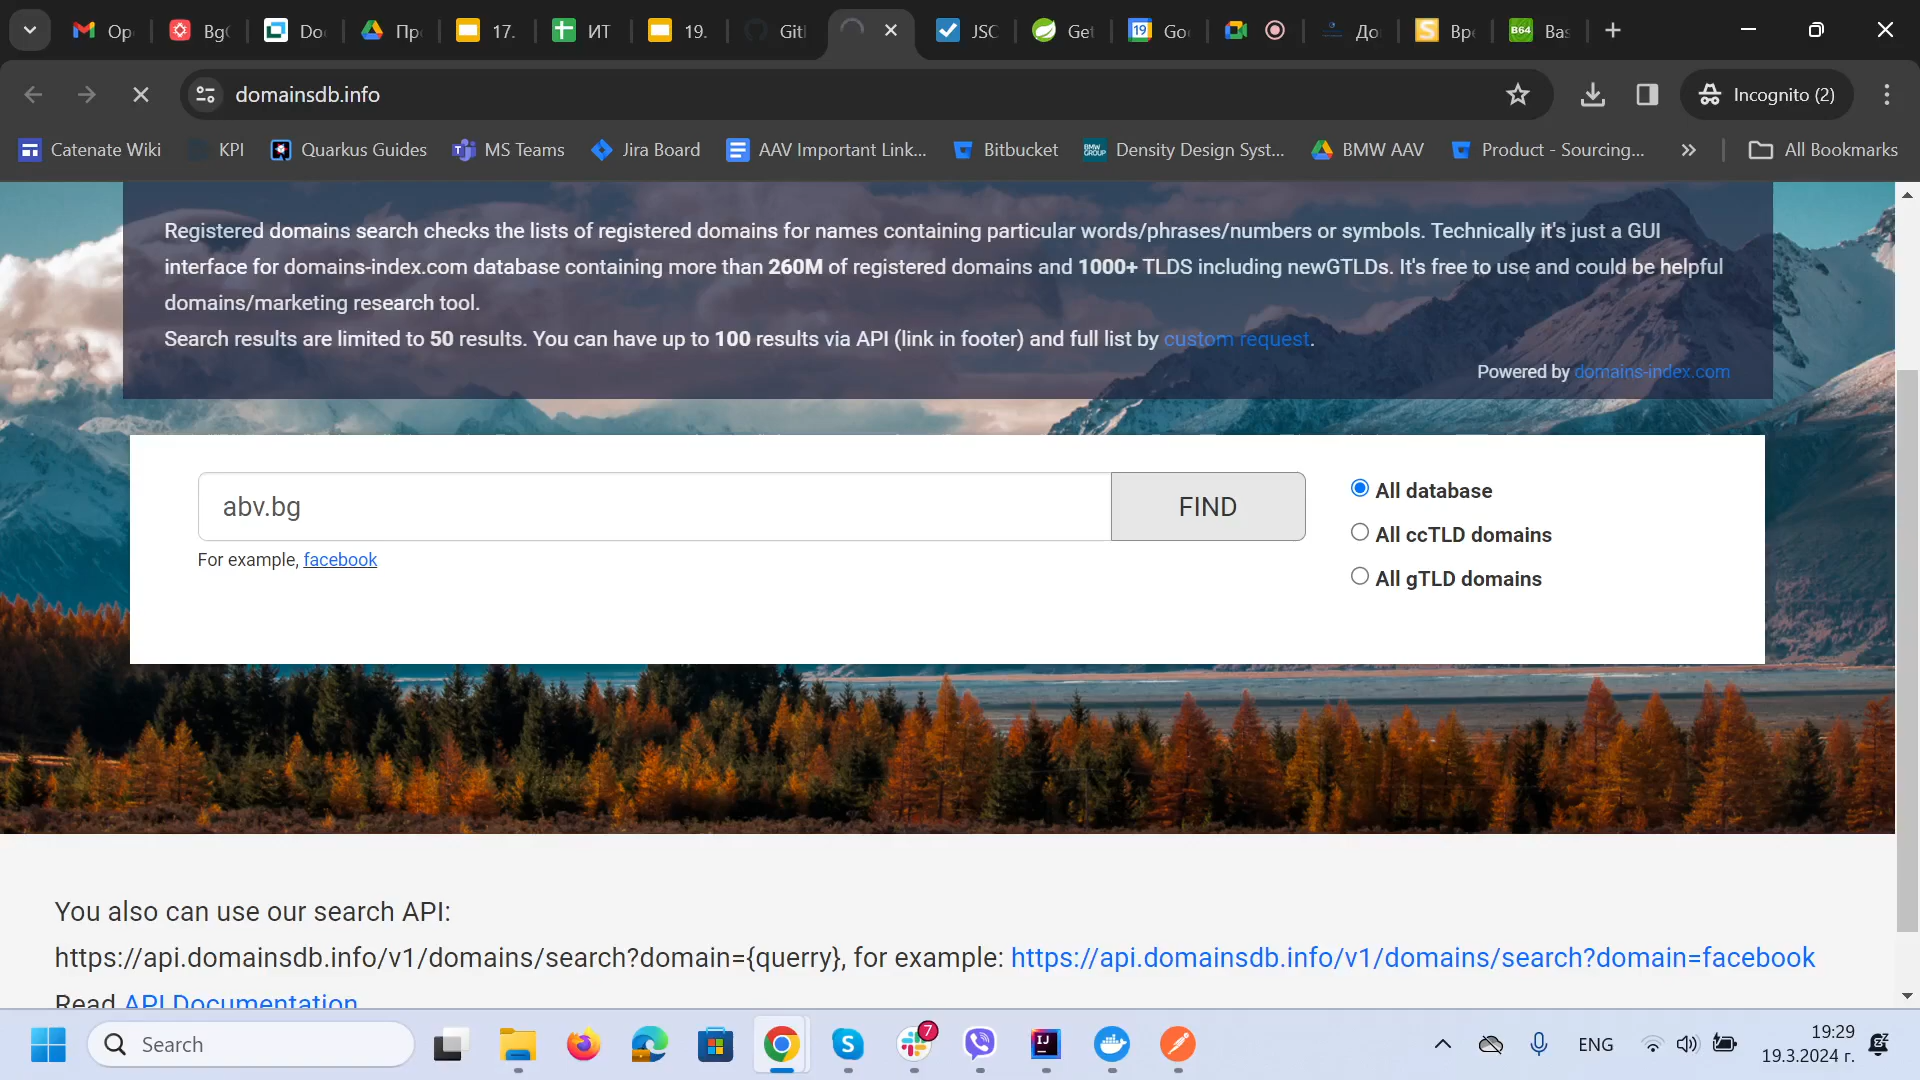 Op
BgC
Do
Пр
17.
ИТ
19.
Git
JSC
Get
Go
До
Вре
Bas
domainsdb.info
Incognito (2)
Catenate Wiki
KPI
Quarkus Guides
MS Teams
Jira Board
AAV Important Link...
Bitbucket
Density Design Syst...
BMW AAV
Product - Sourcing...
All Bookmarks
Registered domains search checks the lists of registered domains for names containing particular words/phrases/numbers or symbols. Technically it's just a GUI
interface for domains-index.com database containing more than 260M of registered domains and 1000+ TLDS including newGTLDs. It's free to use and could be helpful
domains/marketing research tool.
Search results are limited to 50 results. You can have up to 100 results via API (link in footer) and full list by custom request.
Powered by domains-index.com
abv.bg
FIND
For example, facebook
All database
All ccTLD domains
All gTLD domains
You also can use our search API:
https://api.domainsdb.info/v1/domains/search?domain={querry}, for example: https://api.domainsdb.info/v1/domains/search?domain=facebook
Read API Documentation
Search
7
ENG
19:29
19.3.2024 г.